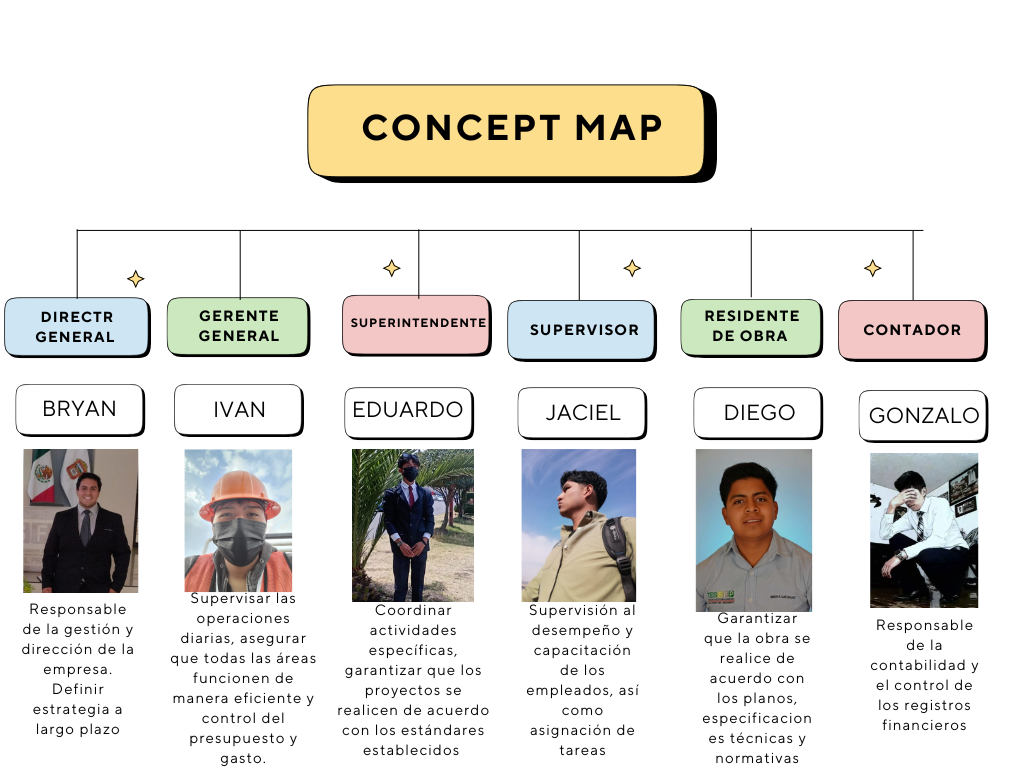 CONCEPT MAP
DIRECTR
GENERAL
BRYAN
Responsable
de la gestión y
dirección de la
empresa.
Definir
estrategia a
largo plazo
GERENTE
GENERAL
IVAN
Supervisar las
operaciones
diarias, asegurar
que todas las áreas
funcionen de
manera eficiente y
control del
presupuesto y
gasto.
SUPERINTENDENTE
EDUARDO
Coordinar
actividades
específicas,
garantizar que los
proyectos se
realicen de acuerdo
con los estándares
establecidos
SUPERVISOR
JACIEL
Supervisión al
desempeño y
capacitación
de los
empleados, así
como
asignación de
tareas
RESIDENTE
DE OBRA
DIEGO
Garantizar
que la obra se
realice de
acuerdo con
los planos,
especificacion
es técnicas y
normativas
CONTADOR
GONZALO
Responsable
de la
contabilidad y
el control de
los registros
financieros